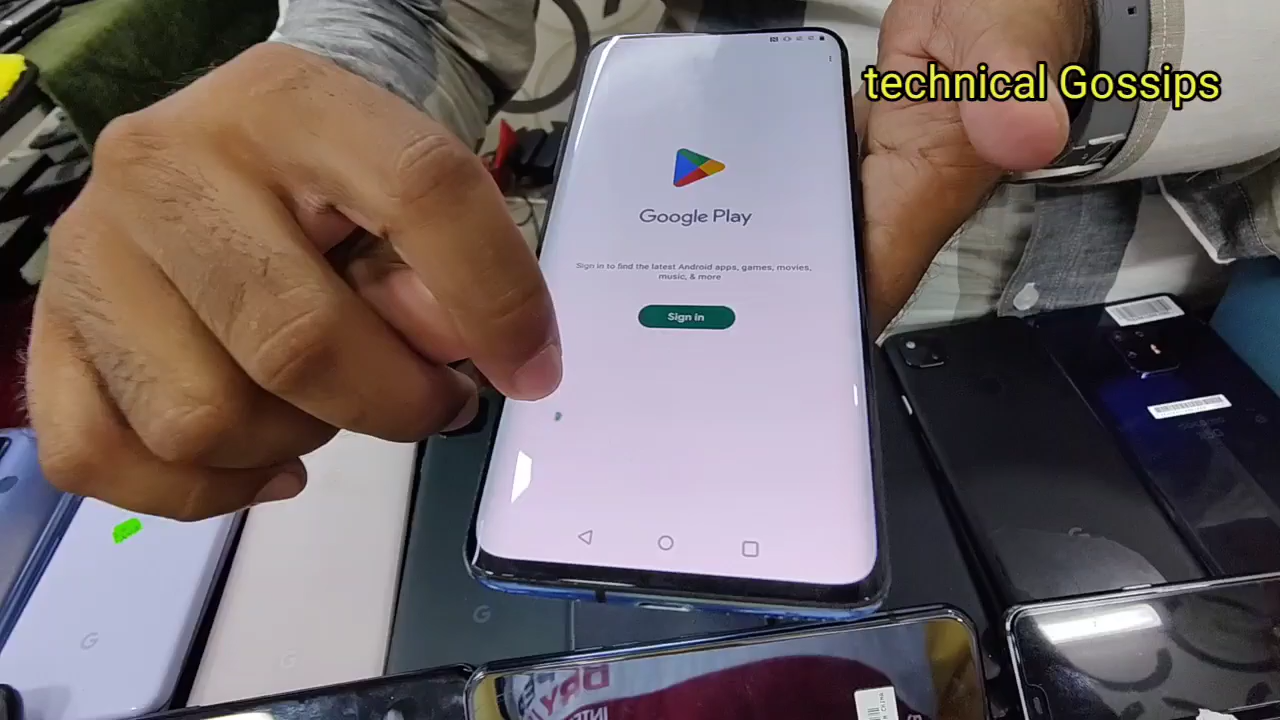 technical Gossips
Google Play
Sign in to find the latest Android apps, games, movies,
music, & more
Sign in